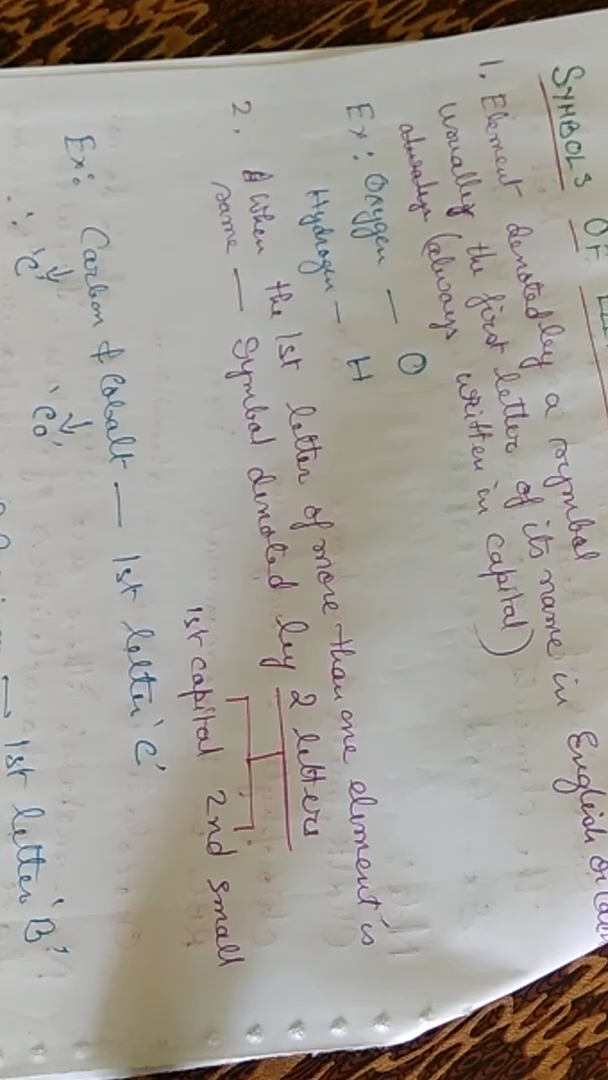 SYMBOLS OF
1. Element denoted by a symbol
usually the first letter of its name in English or
always (always written in capital)
Ex: Oxygen — O
Hydrogen — H
2. When the 1st letter of more than one element is
same — Symbol denoted by 2 letters
1st capital 2nd small
Ex: Carbon & Cobalt — 1st letter 'C'
'C' 'Co'
→ 1st letter 'B'